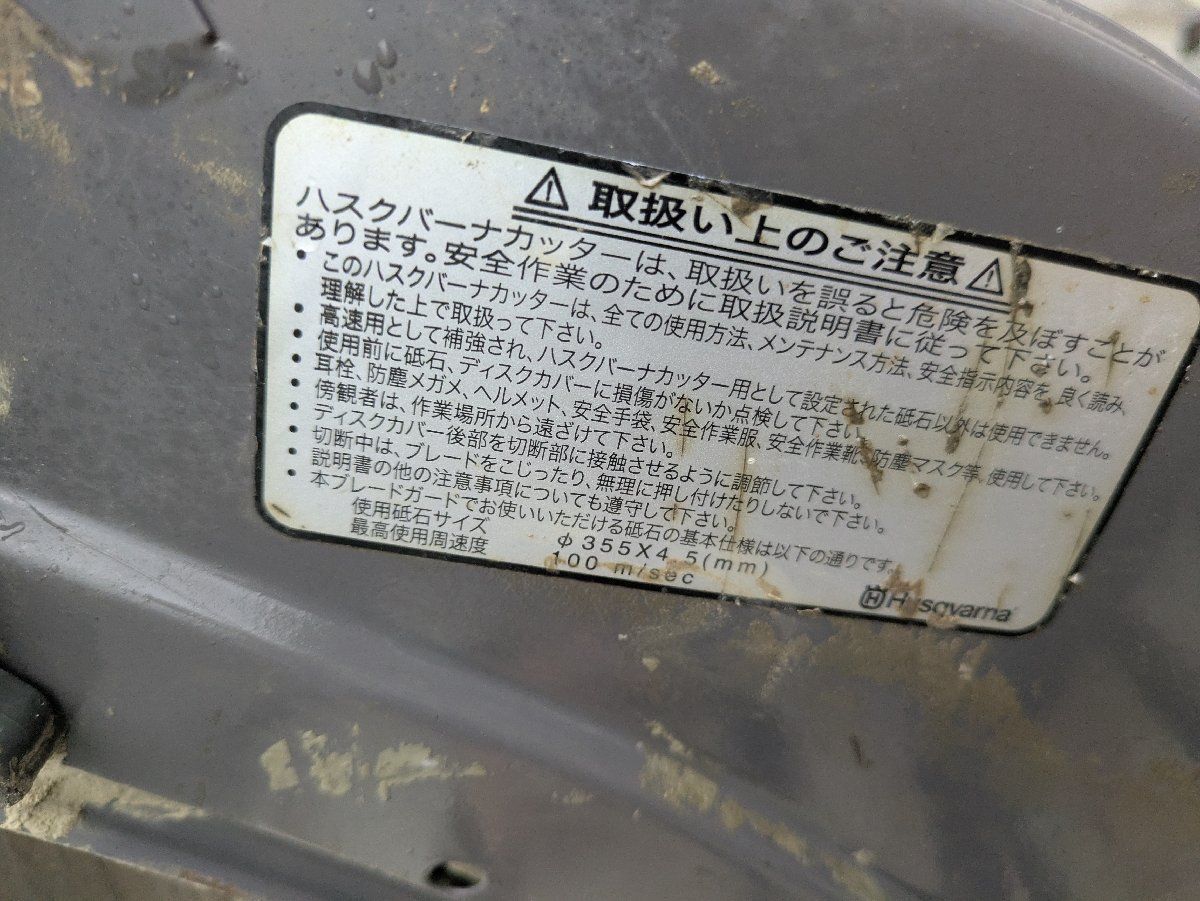 ⚠ 取扱い上のご注意 ⚠
ハスクバーナカッターは、取扱いを誤ると危険を及ぼすことが
あります。安全作業のために取扱説明書に従って下さい。
・このハスクバーナカッターは、全ての使用方法、メンテナンス方法、安全指示内容を、良く読み、
理解した上で取扱って下さい。
・高速用として補強され、ハスクバーナカッター用として設定された砥石以外は使用できません。
・使用前に砥石、ディスクカバーに損傷がないか点検して下さい。
・耳栓、防塵メガメ、ヘルメット、安全手袋、安全作業服、安全作業靴、防塵マスク等、使用して下さい。
・傍観者は、作業場所から遠ざけて下さい。
・ディスクカバー後部を切断部に接触させるように調節して下さい。
・切断中は、ブレードをこじったり、無理に押し付けたりしないで下さい。
・説明書の他の注意事項についても遵守して下さい。
・本ブレードガードでお使いいただける砥石の基本仕様は以下の通りです。
使用砥石サイズ φ355X4.5(mm)
最高使用周速度 100 m/sec
Husqvarna